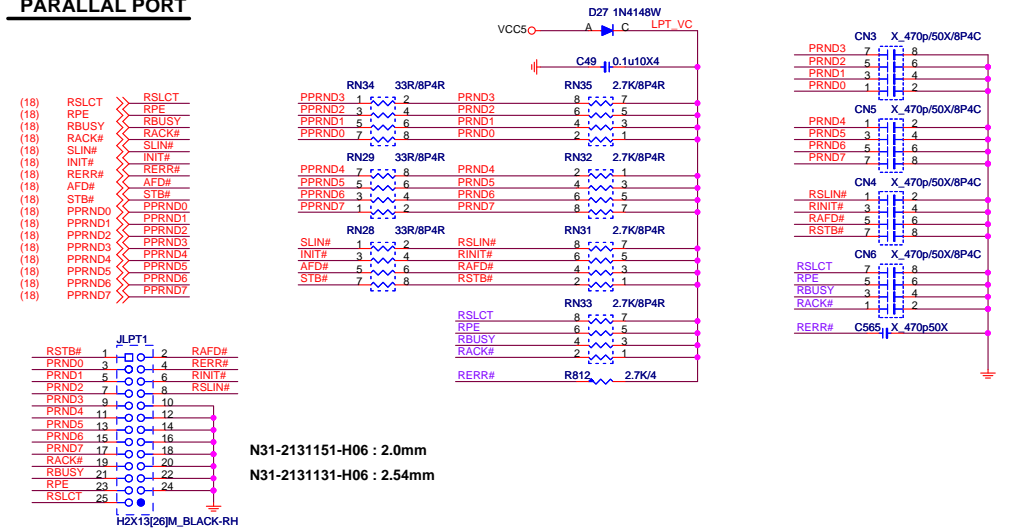 PARALLAL PORT
(18) RSLCT RSLCT
(18) RPE RPE
(18) RBUSY RBUSY
(18) RACK# RACK#
(18) SLIN# SLIN#
(18) INIT# INIT#
(18) RERR# RERR#
(18) AFD# AFD#
(18) STB# STB#
(18) PPRND0 PPRND0
(18) PPRND1 PPRND1
(18) PPRND2 PPRND2
(18) PPRND3 PPRND3
(18) PPRND4 PPRND4
(18) PPRND5 PPRND5
(18) PPRND6 PPRND6
(18) PPRND7 PPRND7
D27 1N4148W
VCC5 A C LPT_VC
C49 0.1u10X4
RN34 33R/8P4R RN35 2.7K/8P4R
PPRND3 1 2 PRND3 8 7
PPRND2 3 4 PRND2 6 5
PPRND1 5 6 PRND1 4 3
PPRND0 7 8 PRND0 2 1
RN29 33R/8P4R RN32 2.7K/8P4R
PPRND4 7 8 PRND4 2 1
PPRND5 5 6 PRND5 4 3
PPRND6 3 4 PRND6 6 5
PPRND7 1 2 PRND7 8 7
RN28 33R/8P4R RN31 2.7K/8P4R
SLIN# 1 2 RSLIN# 8 7
INIT# 3 4 RINIT# 6 5
AFD# 5 6 RAFD# 4 3
STB# 7 8 RSTB# 2 1
RN33 2.7K/8P4R
RSLCT 8 7
RPE 6 5
RBUSY 4 3
RACK# 2 1
RERR# R812 2.7K/4
CN3 X_470p/50X/8P4C
PRND3 7 8
PRND2 5 6
PRND1 3 4
PRND0 1 2
CN5 X_470p/50X/8P4C
PRND4 1 2
PRND5 3 4
PRND6 5 6
PRND7 7 8
CN4 X_470p/50X/8P4C
RSLIN# 1 2
RINIT# 3 4
RAFD# 5 6
RSTB# 7 8
CN6 X_470p/50X/8P4C
RSLCT 7 8
RPE 5 6
RBUSY 3 4
RACK# 1 2
RERR# C565 X_470p50X
JLPT1
RSTB# 1 2 RAFD#
PRND0 3 4 RERR#
PRND1 5 6 RINIT#
PRND2 7 8 RSLIN#
PRND3 9 10
PRND4 11 12
PRND5 13 14
PRND6 15 16
PRND7 17 18
RACK# 19 20
RBUSY 21 22
RPE 23 24
RSLCT 25
H2X13[26]M_BLACK-RH
N31-2131151-H06 : 2.0mm
N31-2131131-H06 : 2.54mm